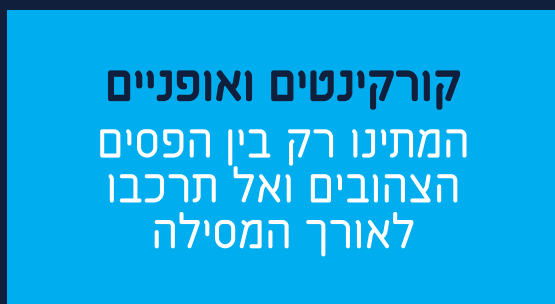 קורקינטים ואופניים
המתינו רק בין הפסים
הצהובים ואל תרכבו
לאורך המסילה